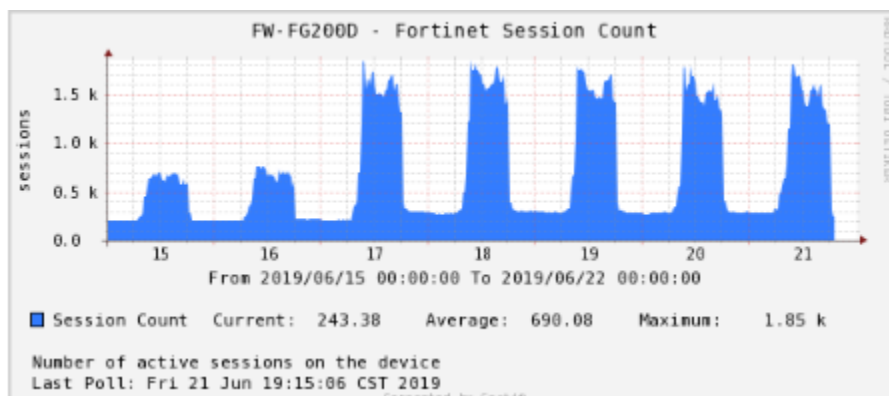 FW-FG200D - Fortinet Session Count
sessions
1.5 k
1.0 k
0.5 k
0.0
15 16 17 18 19 20 21
From 2019/06/15 00:00:00 To 2019/06/22 00:00:00
Session Count Current: 243.38 Average: 690.08 Maximum: 1.85 k
Number of active sessions on the device
Last Poll: Fri 21 Jun 19:15:06 CST 2019